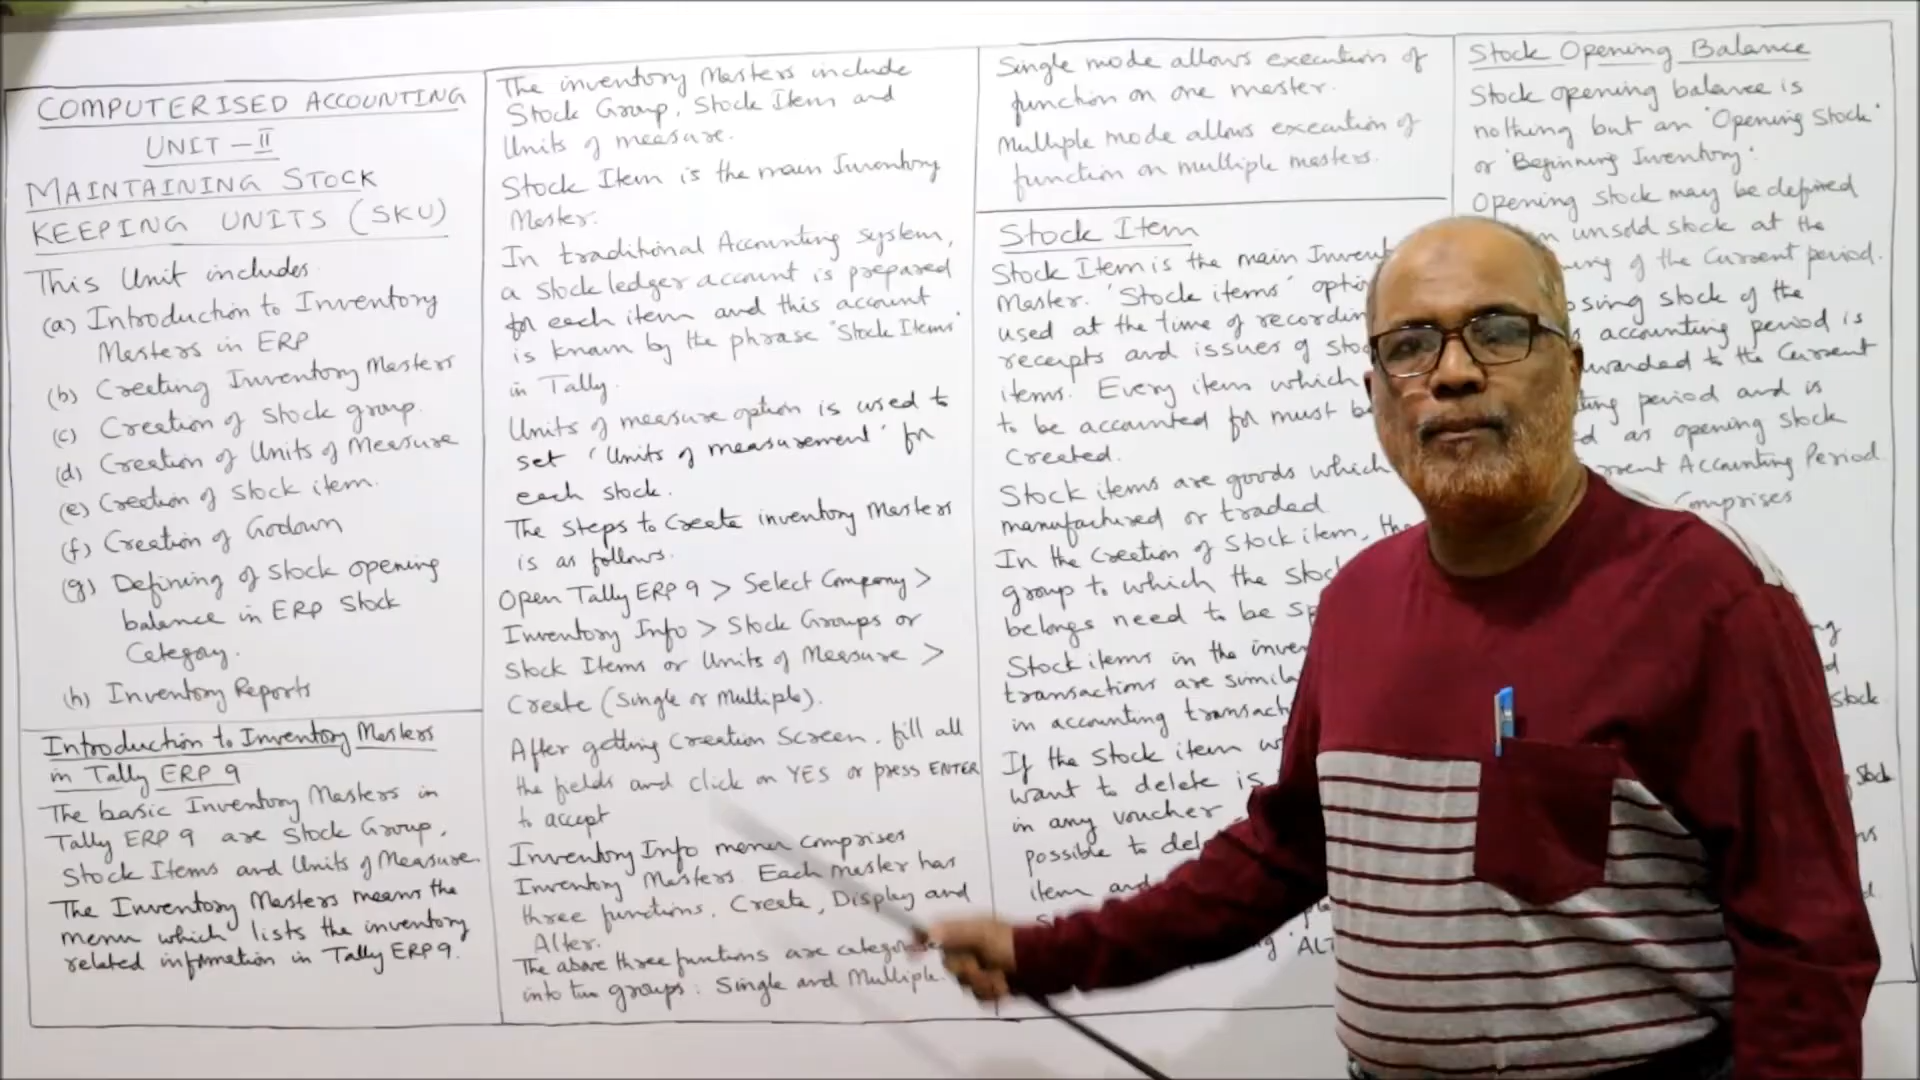 COMPUTERISED ACCOUNTING
UNIT - II
MAINTAINING STOCK
KEEPING UNITS (SKU)
This Unit includes
(a) Introduction to Inventory
Masters in ERP
(b) Creating Inventory Masters
(c) Creation of Stock group.
(d) Creation of Units of Measure
(e) Creation of Stock item.
(f) Creation of Godown
(g) Defining of Stock opening
balance in ERP Stock
Category.
(h) Inventory Reports
Introduction to Inventory Masters
in Tally ERP 9
The basic Inventory Masters in
Tally ERP 9 are Stock Group,
Stock Items and Units of Measure.
The Inventory Masters means the
menu which lists the inventory
related information in Tally ERP 9.
The inventory Masters include
Stock Group, Stock Item and
Units of measure.
Stock Item is the main Inventory
Master.
In traditional Accounting System,
a Stock ledger account is prepared
for each item and this account
is known by the phrase 'Stock Items'
in Tally.
Units of measure option is used to
set 'Units of measurement' for
each stock.
The Steps to Create inventory Masters
is as follows.
Open Tally ERP 9 > Select Company >
Inventory Info > Stock Groups or
Stock Items or Units of Measure >
Create (Single or Multiple).
After getting Creation Screen, fill all
the fields and click on YES or press ENTER
to accept
Inventory Info menu comprises
Inventory Masters Each master has
three functions, Create, Display and
Alter.
The above three functions are
into two groups: Single and Multiple.
Single mode allows execution of
function on one master.
Multiple mode allows execution of
function on multiple masters.
Stock Item
Stock Item is the main
Master. 'Stock items'
used at the time of
receipts and issues of
items. Every item which
to be accounted for must be
Created.
Stock items are goods which
manufactured or traded
In the Creation of Stock item,
group to which the
belongs need to be
Stock items in the
transactions are
in accounting
If the Stock item
want to delete is
in any voucher
possible to
item and
Stock Opening Balance
Stock opening balance is
nothing but an 'Opening Stock'
or 'Beginning Inventory'.
Opening Stock may be defined
unsold stock at the
of the Current period.
stock of the
accounting period is
to the Current
period and is
as opening Stock
Accounting Period
Comprises
Stock
Stock